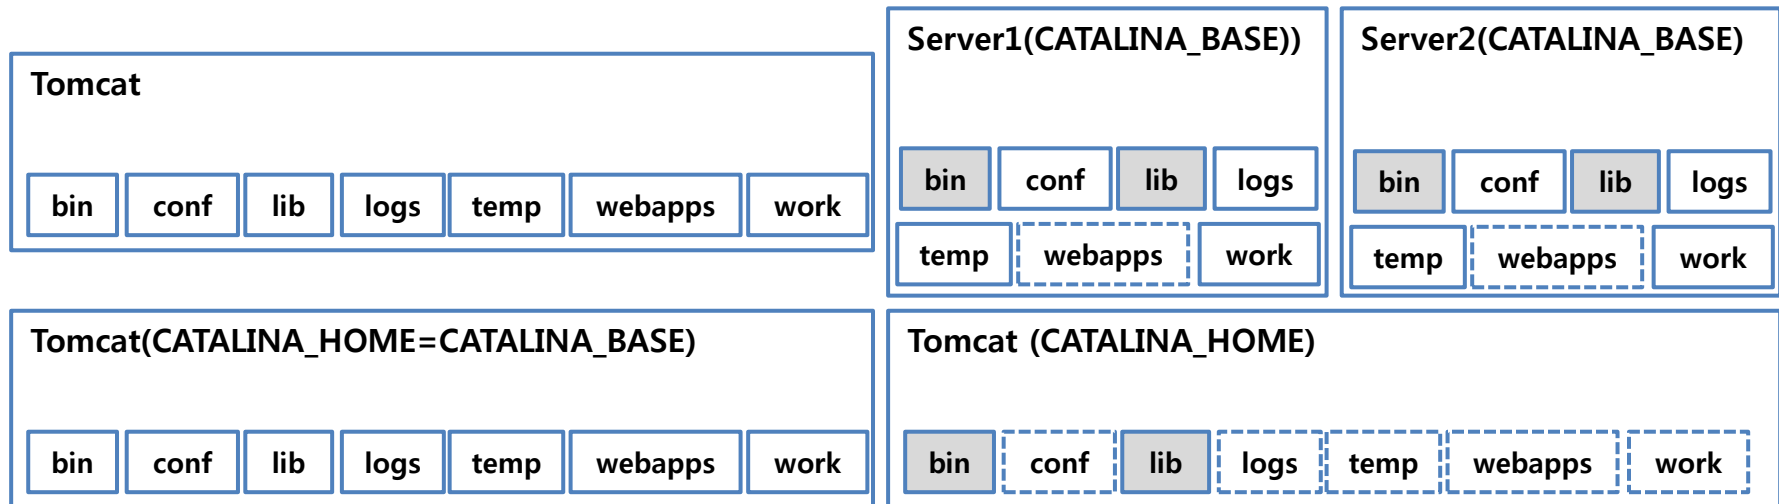 Tomcat
bin conf lib logs temp webapps work
Server1(CATALINA_BASE))
bin conf lib logs
temp webapps work
Server2(CATALINA_BASE)
bin conf lib logs
temp webapps work
Tomcat(CATALINA_HOME=CATALINA_BASE)
bin conf lib logs temp webapps work
Tomcat (CATALINA_HOME)
bin conf lib logs temp webapps work